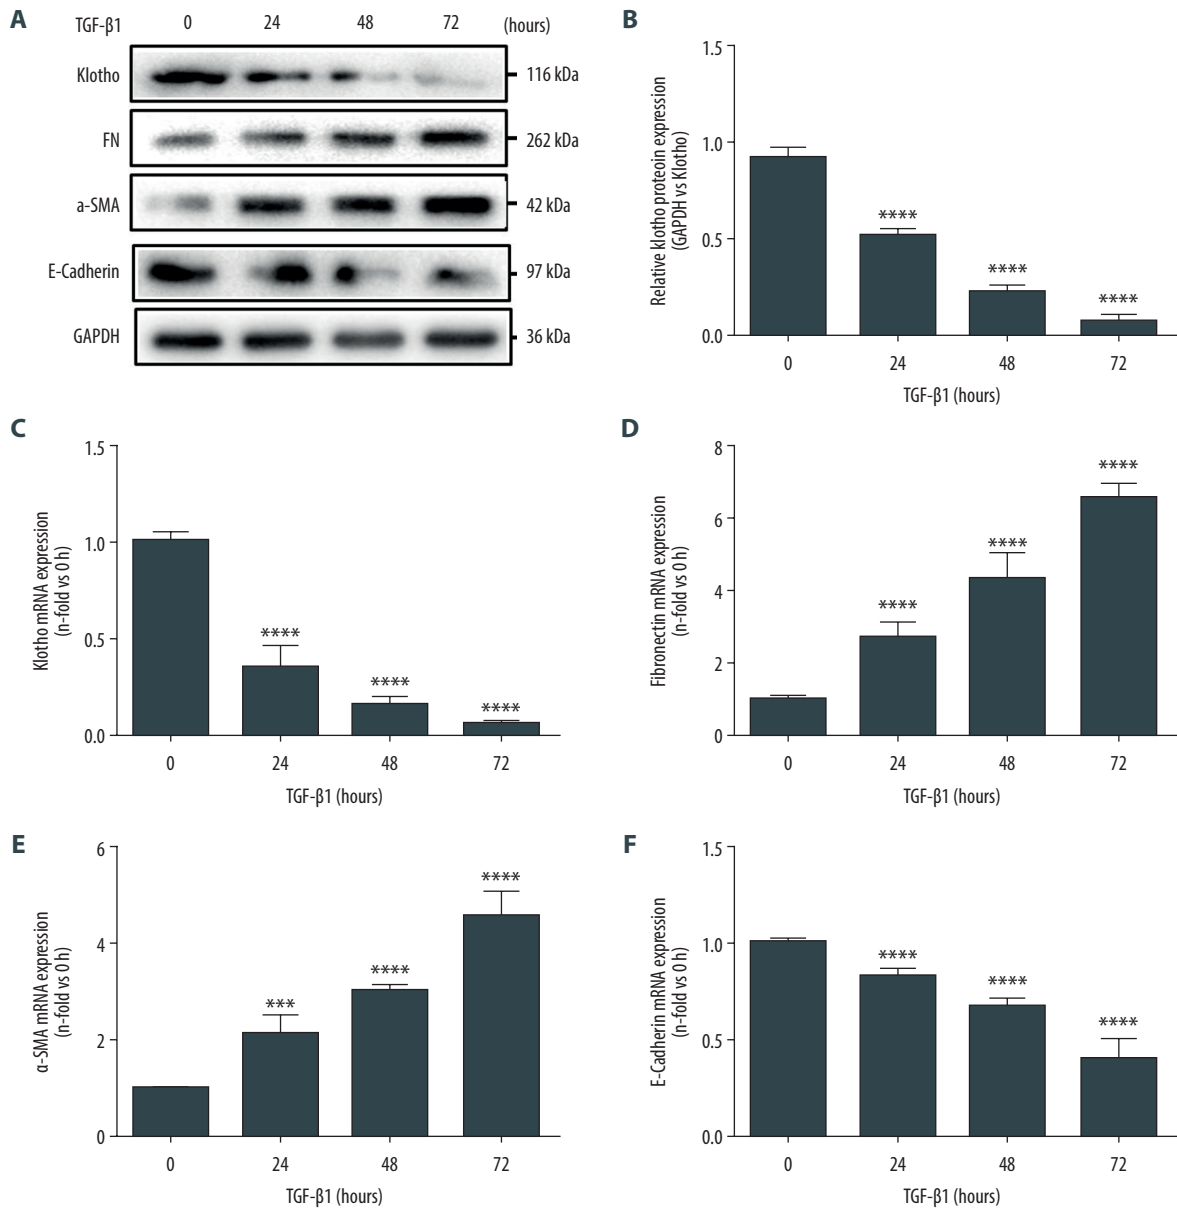 A
TGF-β1 0 24 48 72 (hours)
Klotho 116 kDa
FN 262 kDa
a-SMA 42 kDa
E-Cadherin 97 kDa
GAPDH 36 kDa
B
Relative klotho proteoin expression
(GAPDH vs Klotho)
1.5
1.0
0.5
0.0
****
****
****
0 24 48 72
TGF-β1 (hours)
C
Klotho mRNA expression
(n-fold vs 0 h)
1.5
1.0
0.5
0.0
****
****
****
0 24 48 72
TGF-β1 (hours)
D
Fibronectin mRNA expression
(n-fold vs 0 h)
8
6
4
2
0
****
****
****
0 24 48 72
TGF-β1 (hours)
E
α-SMA mRNA expression
(n-fold vs 0 h)
6
4
2
0
***
****
****
0 24 48 72
TGF-β1 (hours)
F
E-Cadherin mRNA expression
(n-fold vs 0 h)
1.5
1.0
0.5
0.0
****
****
****
0 24 48 72
TGF-β1 (hours)